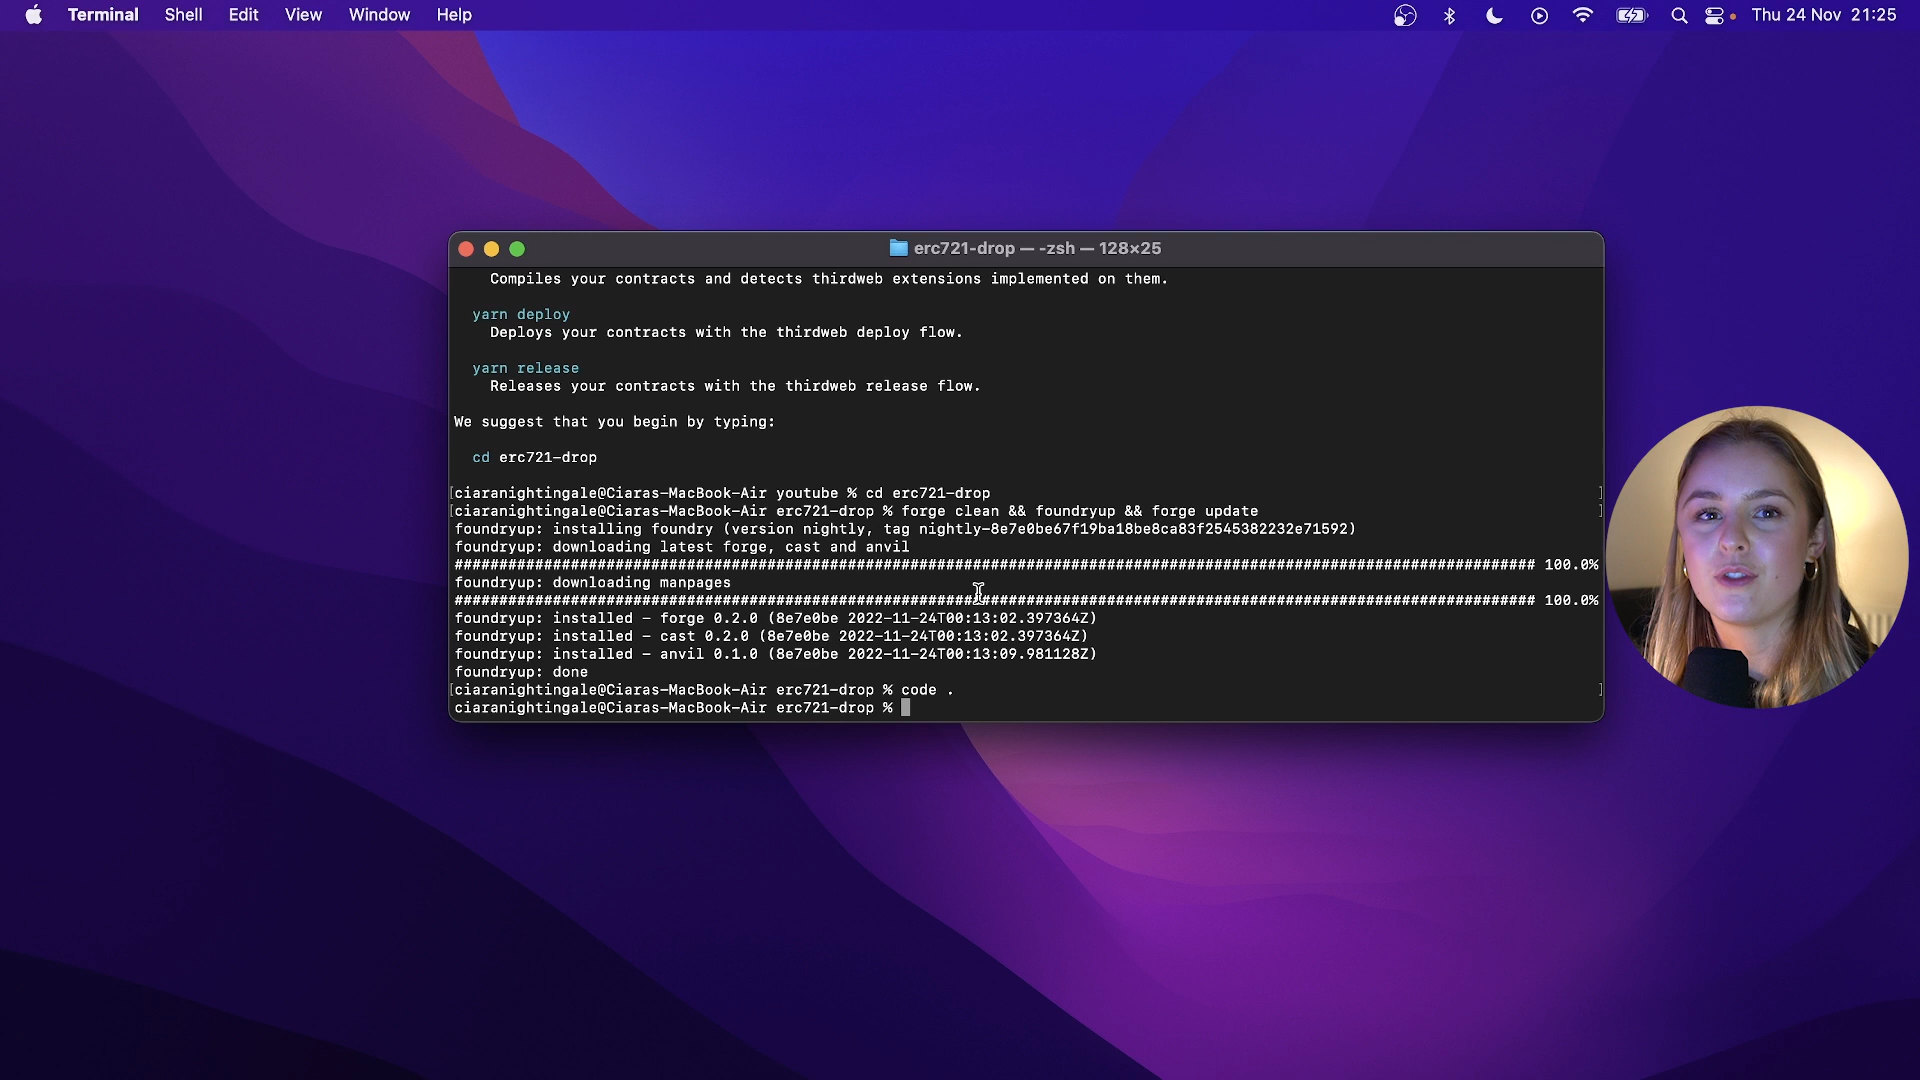 Terminal Shell Edit View Window Help Thu 24 Nov 21:25
erc721-drop — -zsh — 128×25
Compiles your contracts and detects thirdweb extensions implemented on them.
yarn deploy
Deploys your contracts with the thirdweb deploy flow.
yarn release
Releases your contracts with the thirdweb release flow.
We suggest that you begin by typing:
cd erc721-drop
[ciaranightingale@Ciaras-MacBook-Air youtube % cd erc721-drop ]
[ciaranightingale@Ciaras-MacBook-Air erc721-drop % forge clean && foundryup && forge update ]
foundryup: installing foundry (version nightly, tag nightly-8e7e0be67f19ba18be8ca83f2545382232e71592)
foundryup: downloading latest forge, cast and anvil
######################################################################################################################### 100.0%
foundryup: downloading manpages
######################################################################################################################### 100.0%
foundryup: installed - forge 0.2.0 (8e7e0be 2022-11-24T00:13:02.397364Z)
foundryup: installed - cast 0.2.0 (8e7e0be 2022-11-24T00:13:02.397364Z)
foundryup: installed - anvil 0.1.0 (8e7e0be 2022-11-24T00:13:09.981128Z)
foundryup: done
[ciaranightingale@Ciaras-MacBook-Air erc721-drop % code . ]
ciaranightingale@Ciaras-MacBook-Air erc721-drop %